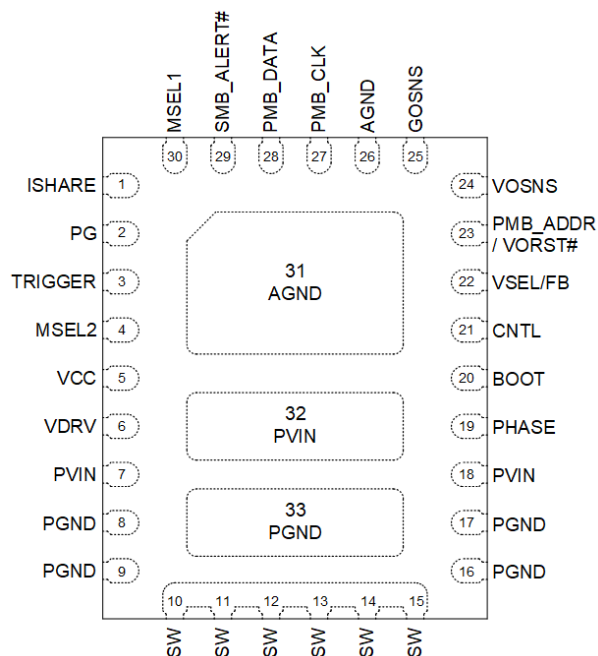 MSEL1
SMB_ALERT#
PMB_DATA
PMB_CLK
AGND
GOSNS
30
29
28
27
26
25
ISHARE 1
24 VOSNS
PG 2
23 PMB_ADDR
/ VORST#
TRIGGER 3
22 VSEL/FB
31
AGND
MSEL2 4
21 CNTL
VCC 5
20 BOOT
VDRV 6
19 PHASE
32
PVIN
PVIN 7
18 PVIN
PGND 8
17 PGND
33
PGND
PGND 9
16 PGND
10
11
12
13
14
15
SW
SW
SW
SW
SW
SW